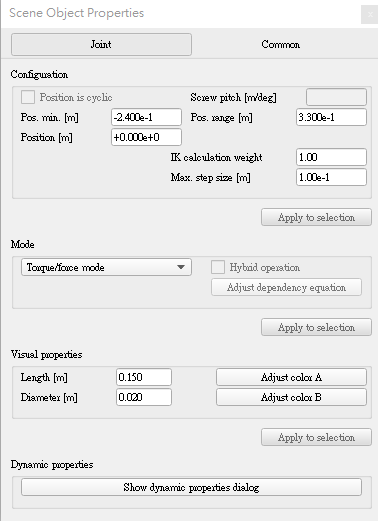 Scene Object Properties
x
Joint
Common
Configuration
Position is cyclic
Screw pitch [m/deg]
Pos. min. [m] -2.400e-1 Pos. range [m] 3.300e-1
Position [m] +0.000e+0
IK calculation weight 1.00
Max. step size [m] 1.00e-1
Apply to selection
Mode
Torque/force mode
Hybrid operation
Adjust dependency equation
Apply to selection
Visual properties
Length [m] 0.150 Adjust color A
Diameter [m] 0.020 Adjust color B
Apply to selection
Dynamic properties
Show dynamic properties dialog